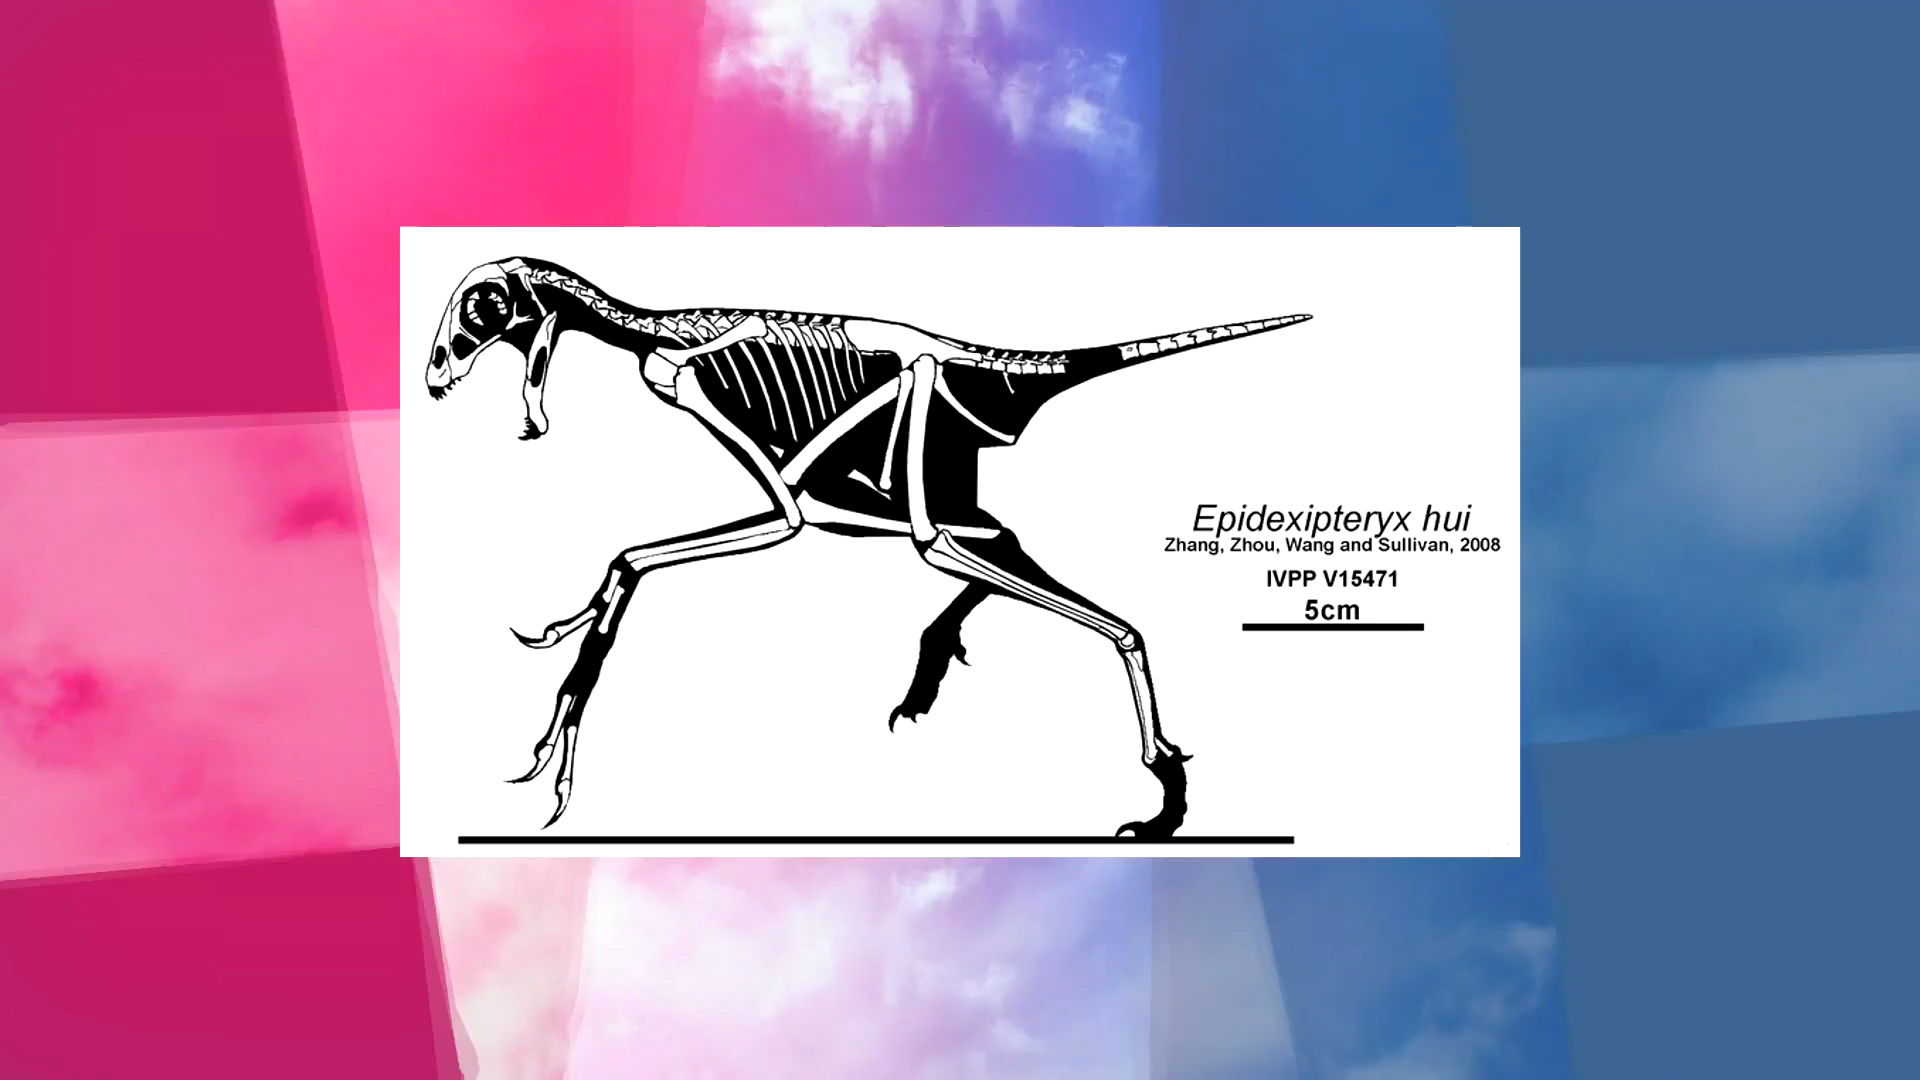 Epidexipteryx hui
Zhang, Zhou, Wang and Sullivan, 2008
IVPP V15471
5cm